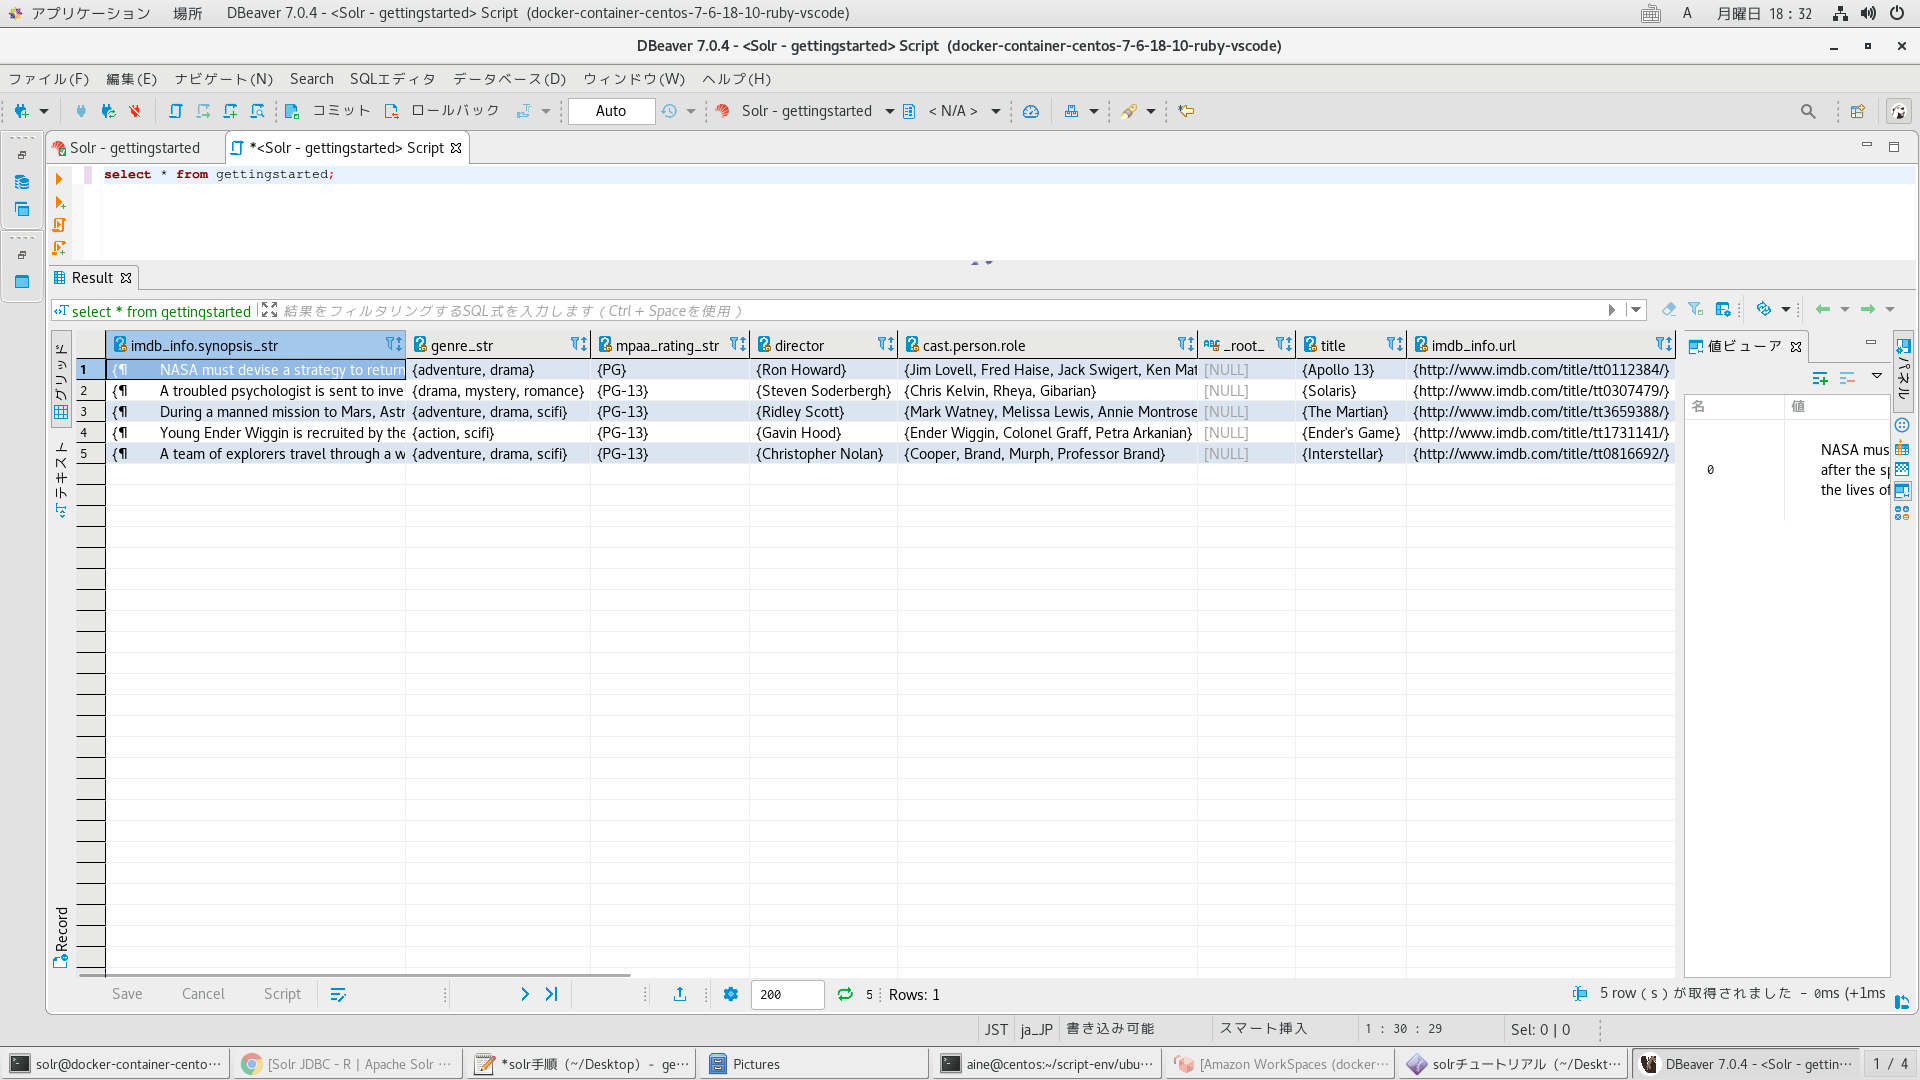 アプリケーション 場所 DBeaver 7.0.4 - <Solr - gettingstarted> Script (docker-container-centos-7-6-18-10-ruby-vscode) A 月曜日 18:32
DBeaver 7.0.4 - <Solr - gettingstarted> Script (docker-container-centos-7-6-18-10-ruby-vscode)
ファイル(F) 編集(E) ナビゲート(N) Search SQLエディタ データベース(D) ウィンドウ(W) ヘルプ(H)
コミット ロールバック Auto Solr - gettingstarted < N/A >
Solr - gettingstarted *<Solr - gettingstarted> Script
select * from gettingstarted;
Result
select * from gettingstarted 結果をフィルタリングするSQL式を入力します ( Ctrl + Spaceを使用 )
グリッド
テキスト
Record
imdb_info.synopsis_str genre_str mpaa_rating_str director cast.person.role ABC _root_ title imdb_info.url
1 {¶ NASA must devise a strategy to return {adventure, drama} {PG} {Ron Howard} {Jim Lovell, Fred Haise, Jack Swigert, Ken Mat [NULL] {Apollo 13} {http://www.imdb.com/title/tt0112384/}
2 {¶ A troubled psychologist is sent to inve {drama, mystery, romance} {PG-13} {Steven Soderbergh} {Chris Kelvin, Rheya, Gibarian} [NULL] {Solaris} {http://www.imdb.com/title/tt0307479/}
3 {¶ During a manned mission to Mars, Astr {adventure, drama, scifi} {PG-13} {Ridley Scott} {Mark Watney, Melissa Lewis, Annie Montrose [NULL] {The Martian} {http://www.imdb.com/title/tt3659388/}
4 {¶ Young Ender Wiggin is recruited by the {action, scifi} {PG-13} {Gavin Hood} {Ender Wiggin, Colonel Graff, Petra Arkanian} [NULL] {Ender's Game} {http://www.imdb.com/title/tt1731141/}
5 {¶ A team of explorers travel through a w {adventure, drama, scifi} {PG-13} {Christopher Nolan} {Cooper, Brand, Murph, Professor Brand} [NULL] {Interstellar} {http://www.imdb.com/title/tt0816692/}
値ビューア
名 値
0
NASA mus
after the sp
the lives of
パネル
Save Cancel Script 200 5 Rows: 1 5 row(s)が取得されました - 0ms (+1ms
JST ja_JP 書き込み可能 スマート挿入 1 : 30 : 29 Sel: 0 | 0
solr@docker-container-cento… [Solr JDBC - R | Apache Solr … *solr手順 (~/Desktop) - ge… Pictures aine@centos:~/script-env/ubu… [Amazon WorkSpaces (docker… solrチュートリアル (~/Deskt… DBeaver 7.0.4 - <Solr - gettin… 1 / 4